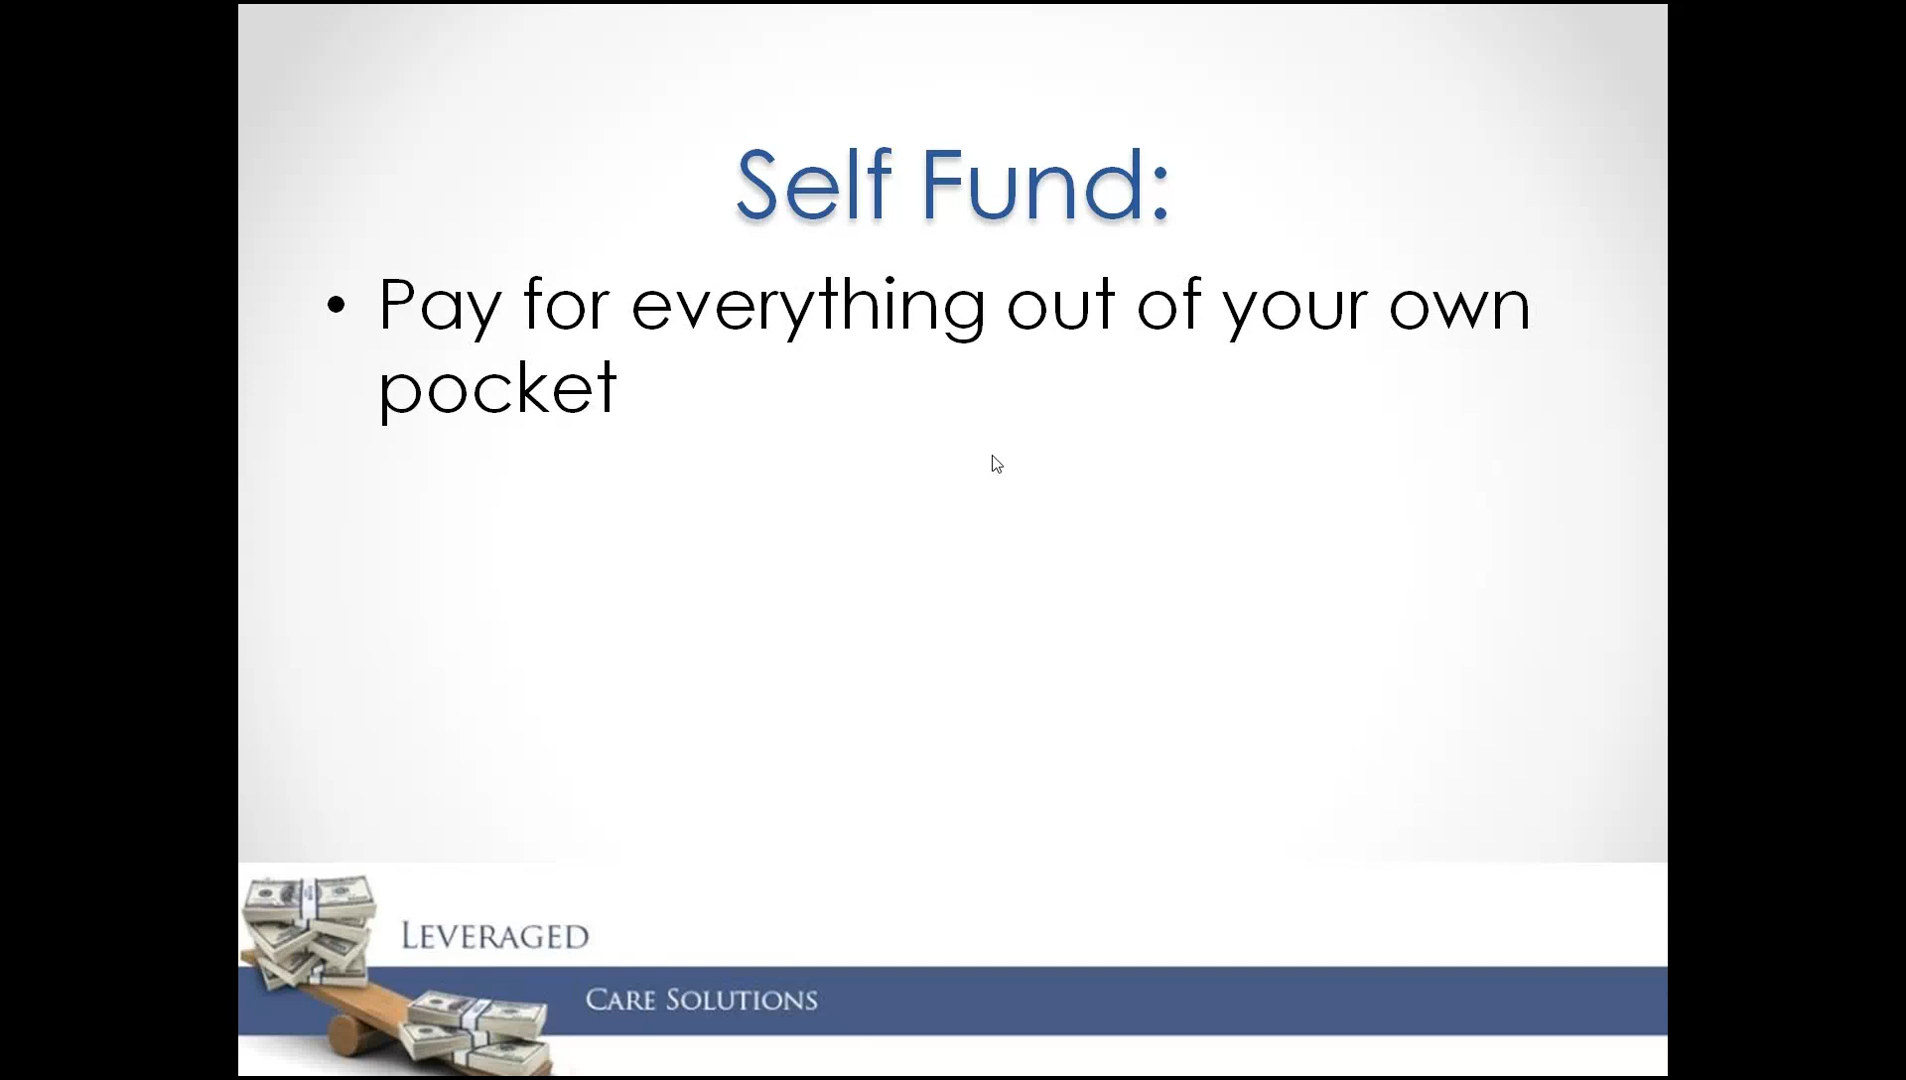 Self Fund:
• Pay for everything out of your own
pocket
LEVERAGED
CARE SOLUTIONS